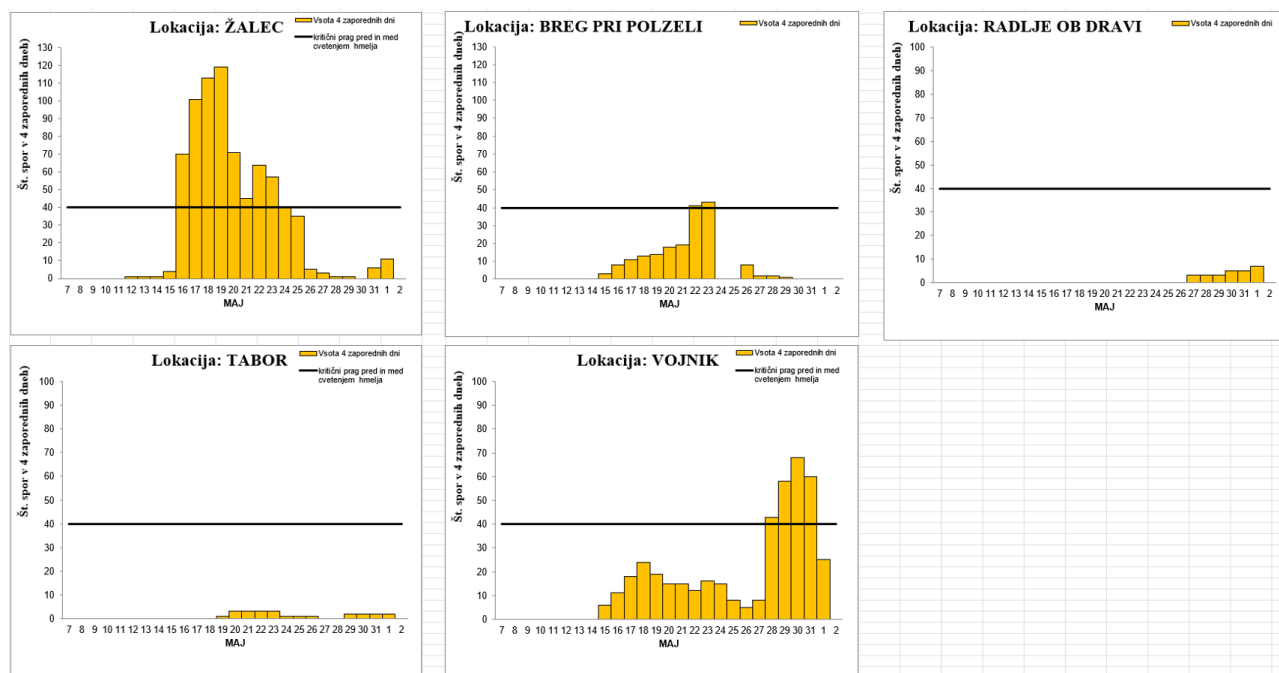 Lokacija: ŽALEC
Vsota 4 zaporednih dni
kritični prag pred in med
cvetenjem hmelja
Št. spor v 4 zaporednih dneh)
130
120
110
100
90
80
70
60
50
40
30
20
10
0
7 8 9 10 11 12 13 14 15 16 17 18 19 20 21 22 23 24 25 26 27 28 29 30 31 1 2
MAJ
Lokacija: BREG PRI POLZELI
Vsota 4 zaporednih dni
Št. spor v 4 zaporednih dneh)
130
120
110
100
90
80
70
60
50
40
30
20
10
0
7 8 9 10 11 12 13 14 15 16 17 18 19 20 21 22 23 24 25 26 27 28 29 30 31 1 2
MAJ
Lokacija: RADLJE OB DRAVI
Vsota 4 zaporednih dni
Št. spor v 4 zaporednih dneh)
100
90
80
70
60
50
40
30
20
10
0
7 8 9 10 11 12 13 14 15 16 17 18 19 20 21 22 23 24 25 26 27 28 29 30 31 1 2
MAJ
Lokacija: TABOR
Vsota 4 zaporednih dni
kritični prag pred in med
cvetenjem hmelja
Št. spor v 4 zaporednih dneh)
100
90
80
70
60
50
40
30
20
10
0
7 8 9 10 11 12 13 14 15 16 17 18 19 20 21 22 23 24 25 26 27 28 29 30 31 1 2
MAJ
Lokacija: VOJNIK
Vsota 4 zaporednih dni
kritični prag pred in med
cvetenjem hmelja
Št. spor v 4 zaporednih dneh)
100
90
80
70
60
50
40
30
20
10
0
7 8 9 10 11 12 13 14 15 16 17 18 19 20 21 22 23 24 25 26 27 28 29 30 31 1 2
MAJ